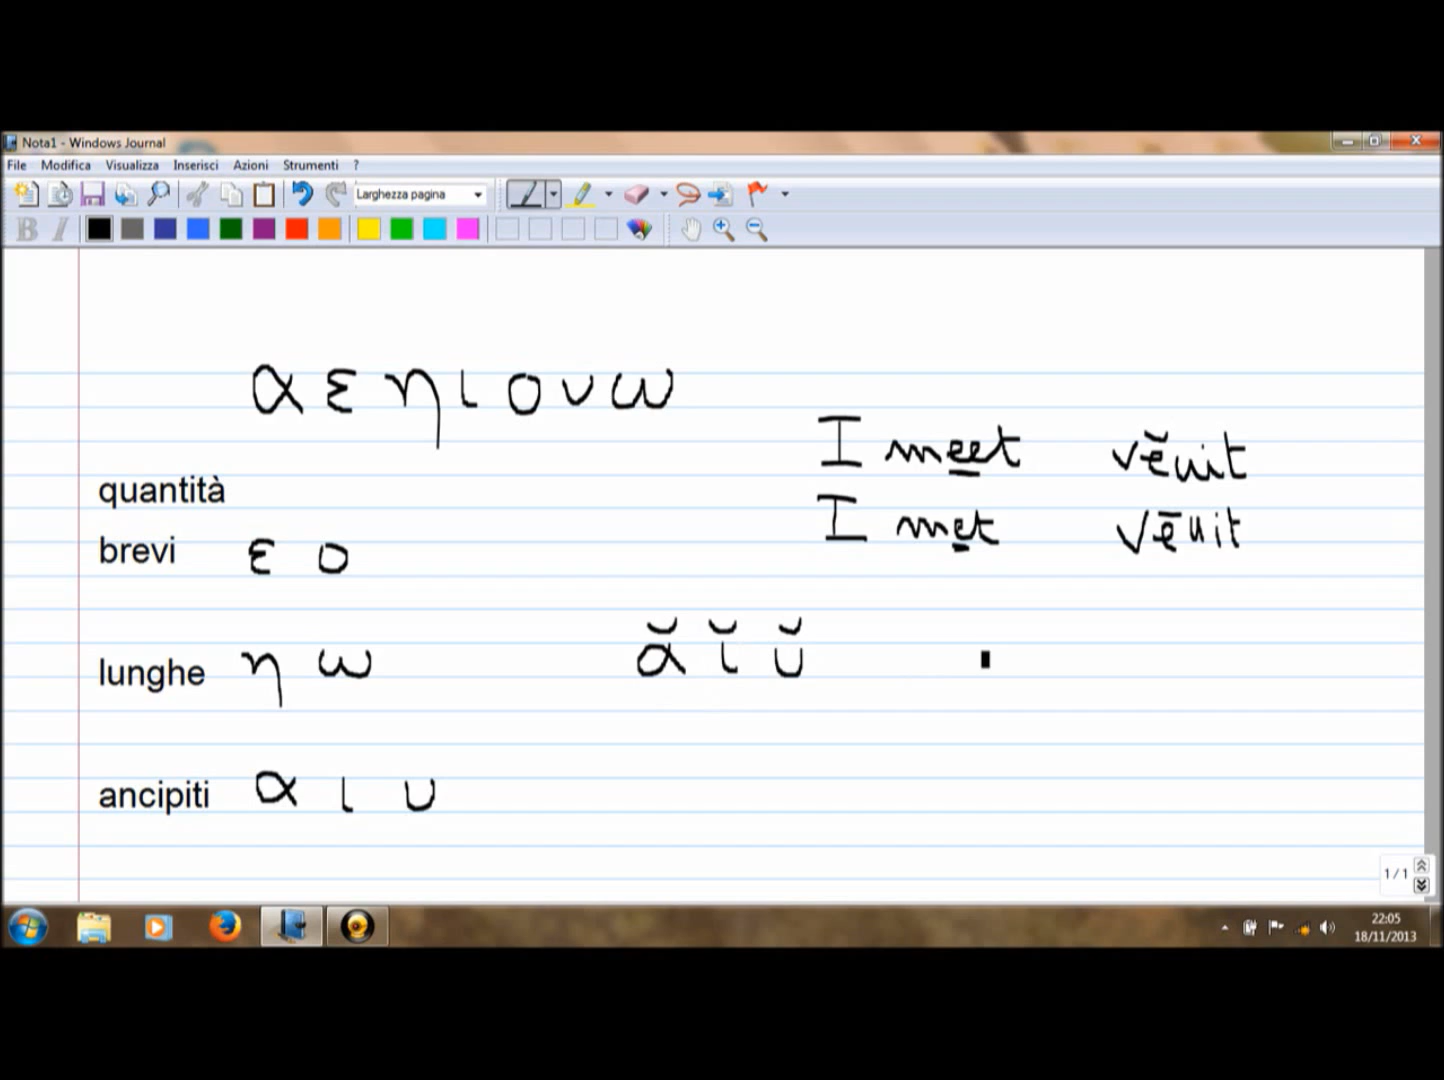 Nota1 - Windows Journal
File Modifica Visualizza Inserisci Azioni Strumenti ?
Larghezza pagina
B I
α ε η ι ο υ ω
I meet vĕnit
quantità
I met vēnit
brevi ε ο
lunghe η ω ᾰ ῐ ῠ
ancipiti α ι υ
1 / 1
22:05
18/11/2013